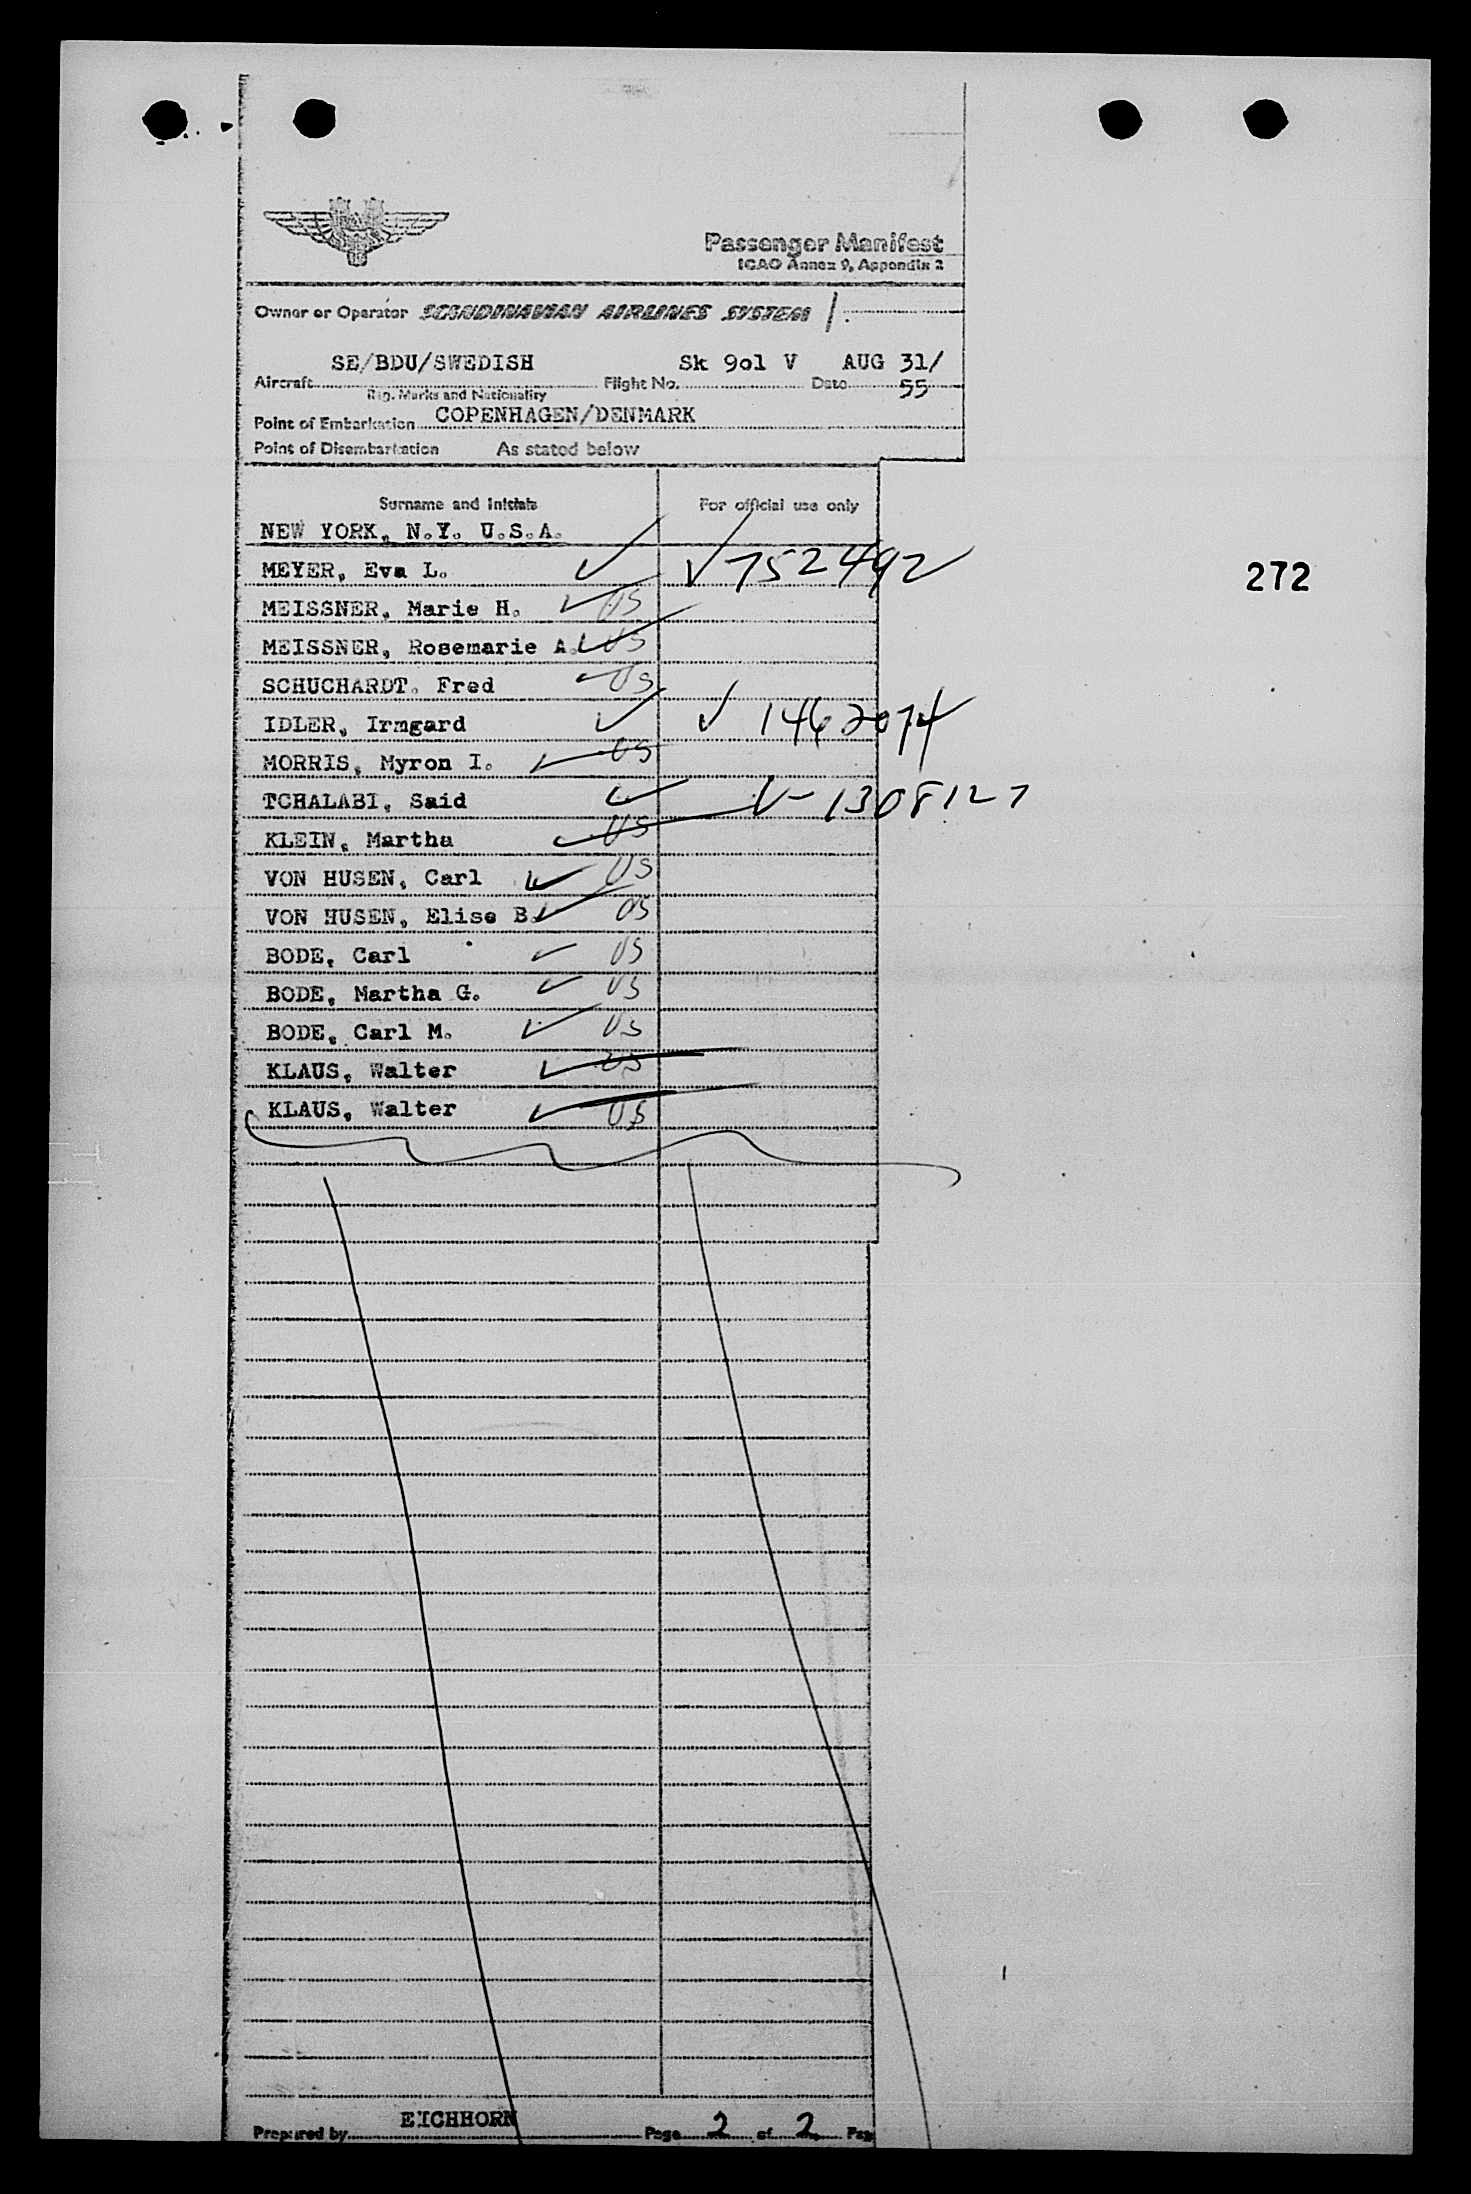 Passenger Manifest
ICAO Annex 9, Appendix 2
Owner or Operator SCANDINAVIAN AIRLINES SYSTEM
SE/BDU/SWEDISH Sk 9o1 V AUG 31/
Aircraft Flight No. Date 55
Rig. Marks and Nationality
Point of Embarkation COPENHAGEN/DENMARK
Point of Disembarkation As stated below
Surname and Initials For official use only
NEW YORK, N.Y. U.S.A.
MEYER, Eva L. ✓ ✓ 752492
272
MEISSNER, Marie H. ✓ US
MEISSNER, Rosemarie A. ✓ US
SCHUCHARDT. Fred ✓ US
IDLER, Irmgard ✓ ✓ 1462074
MORRIS, Myron I. ✓ US
TCHALABI, Said ✓ ✓ - 1308127
KLEIN, Martha ✓ US
VON HUSEN, Carl ✓ US
VON HUSEN, Elise B. ✓ US
BODE, Carl ✓ US
BODE, Martha G. ✓ US
BODE, Carl M. ✓ US
KLAUS, Walter ✓ US
KLAUS, Walter ✓ US
EICHHORN
Prepared by Page 2 of 2 Pag